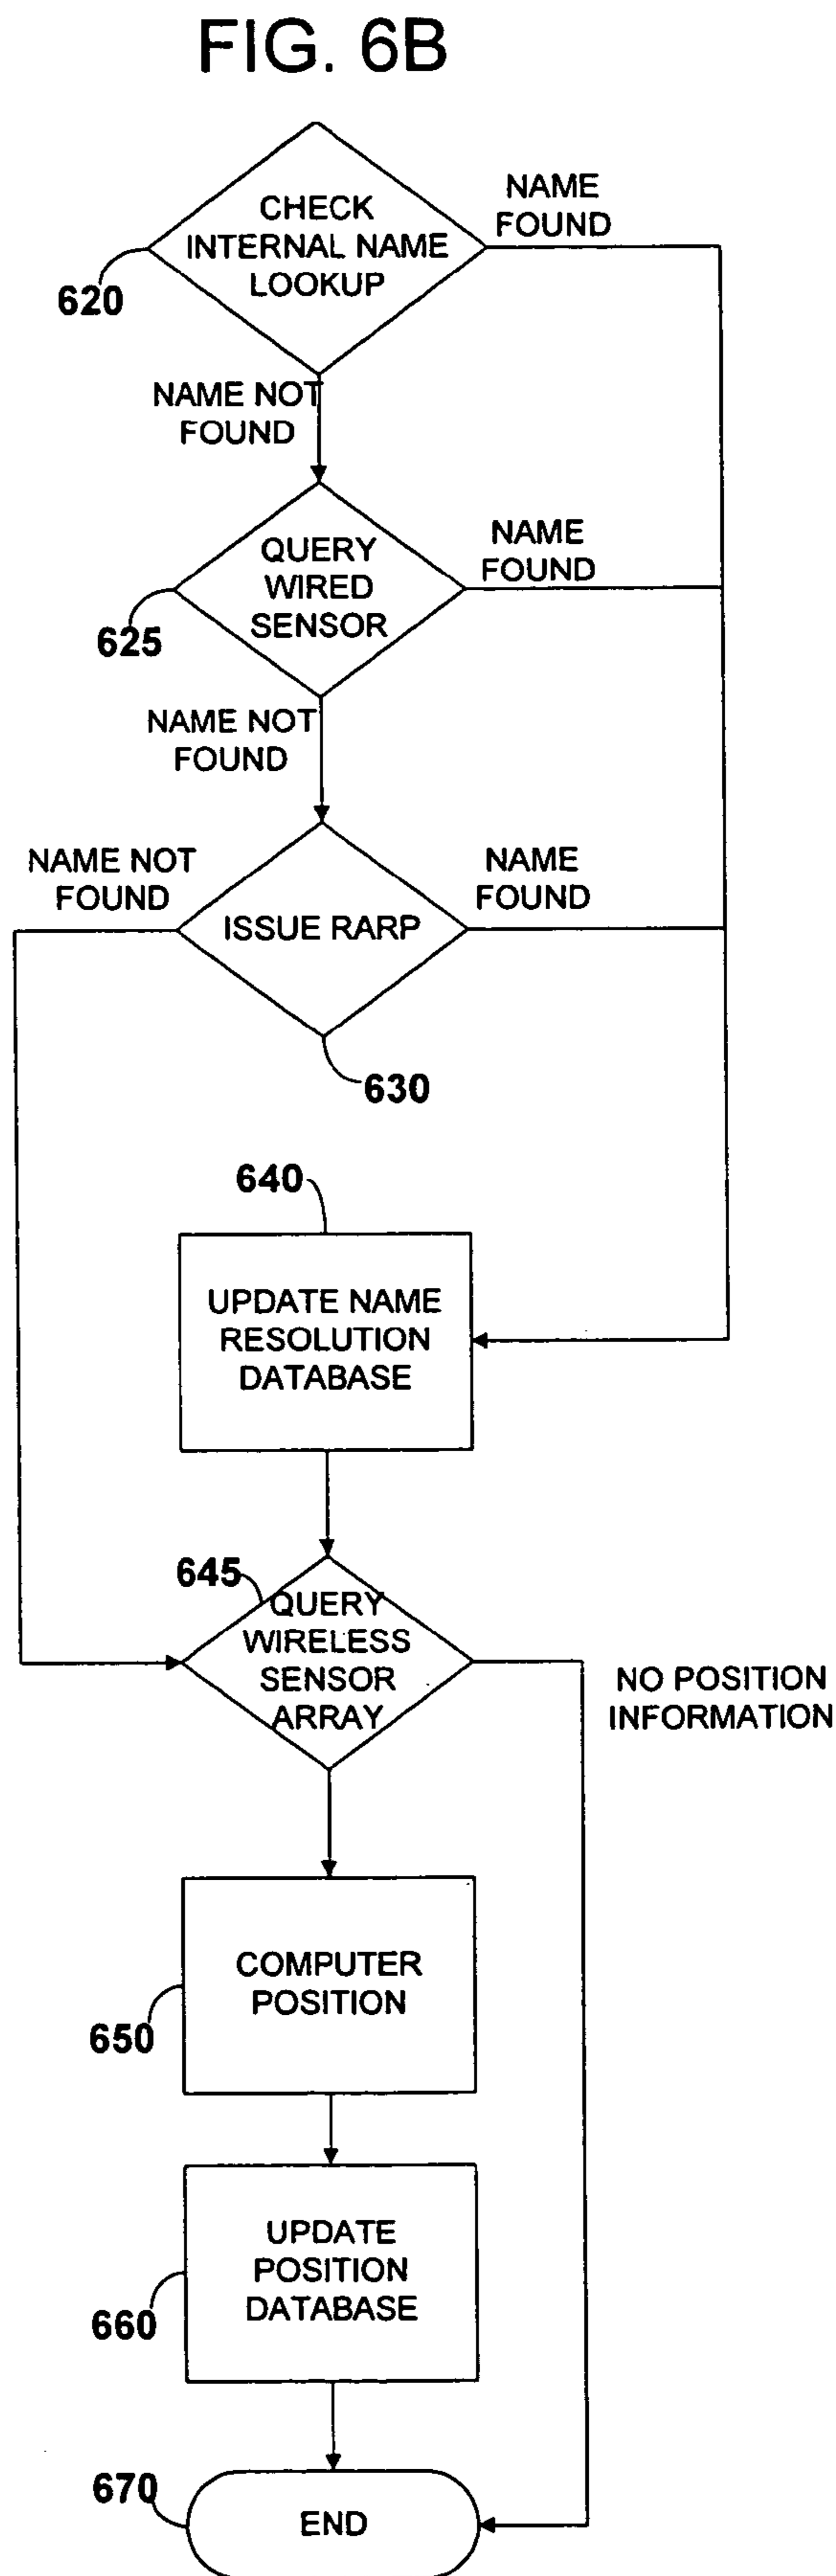 FIG. 6B
CHECK
INTERNAL NAME
LOOKUP
NAME
FOUND
620
NAME NOT
FOUND
QUERY
WIRED
SENSOR
NAME
FOUND
625
NAME NOT
FOUND
NAME NOT
FOUND
ISSUE RARP
NAME
FOUND
630
640
UPDATE NAME
RESOLUTION
DATABASE
645
QUERY
WIRELESS
SENSOR
ARRAY
NO POSITION
INFORMATION
COMPUTER
POSITION
650
UPDATE
POSITION
DATABASE
660
670
END